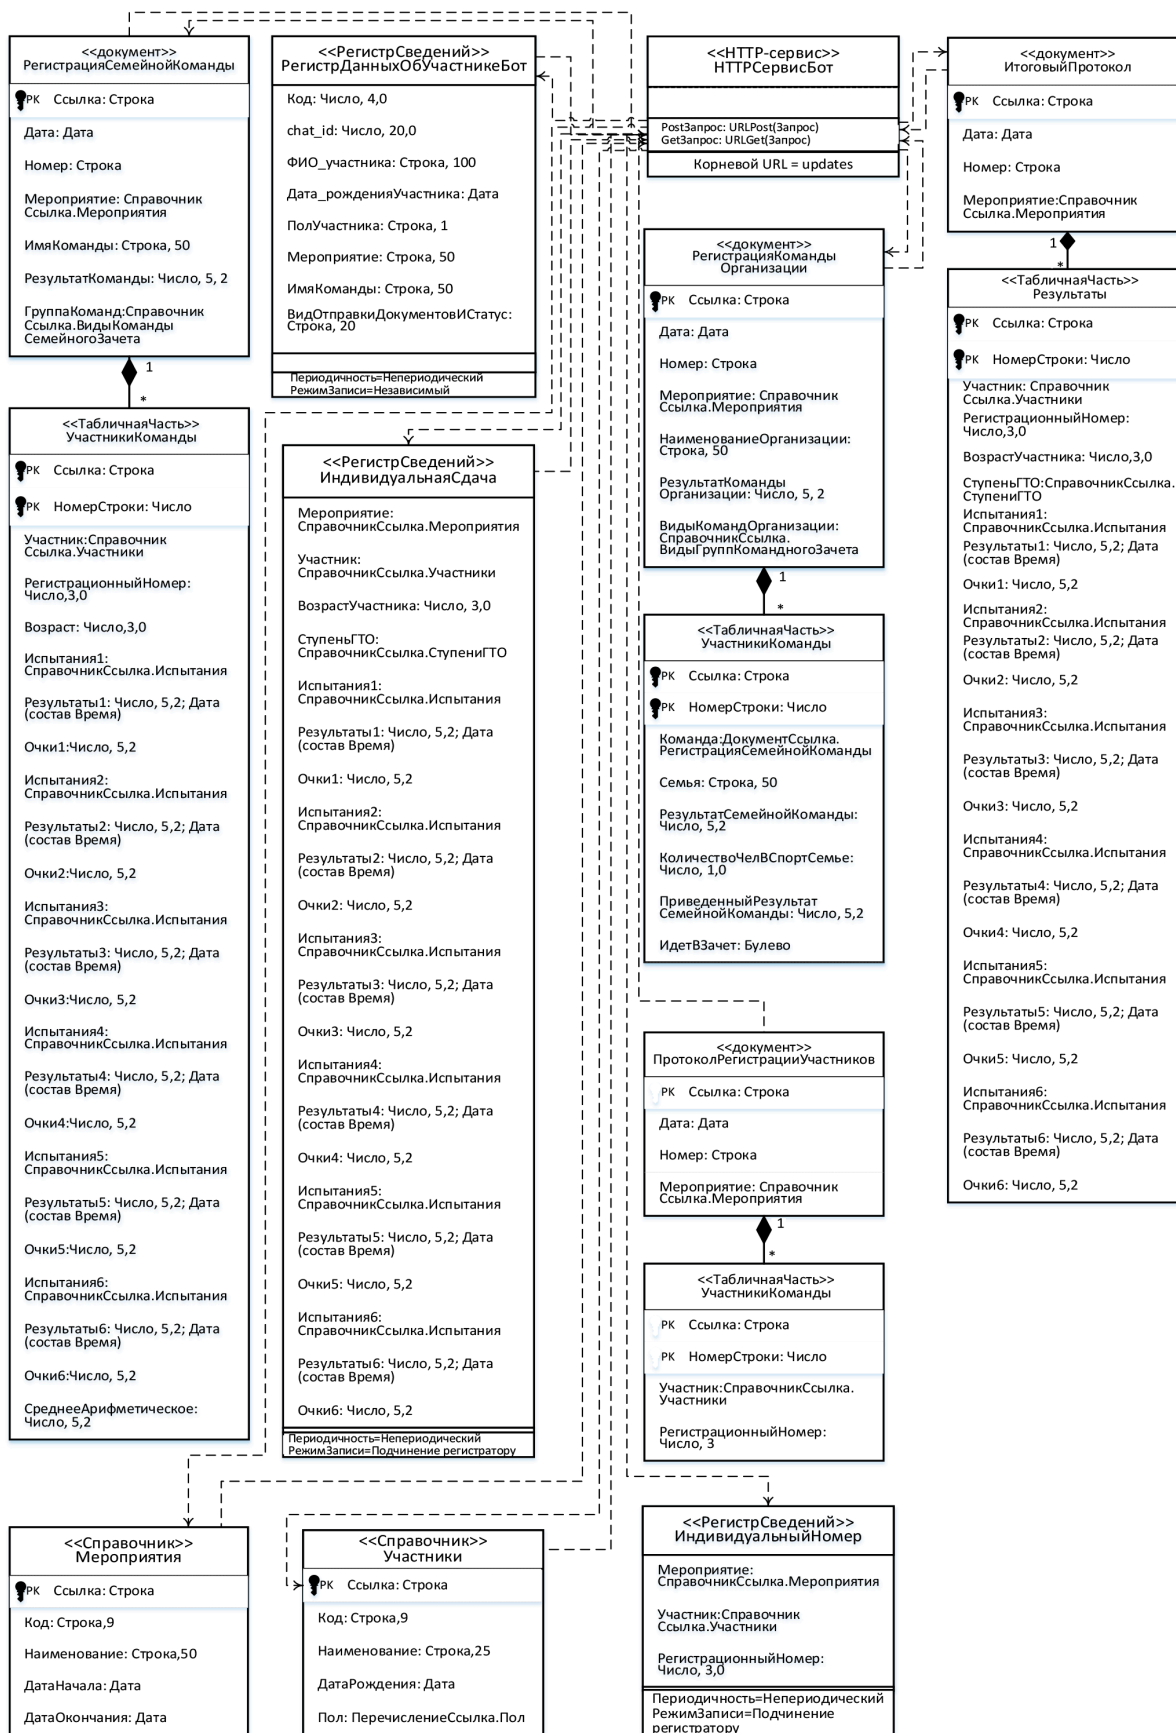 <<документ>>
РегистрацияСемейнойКоманды
PK Ссылка: Строка
Дата: Дата
Номер: Строка
Мероприятие: Справочник
Ссылка.Мероприятия
ИмяКоманды: Строка, 50
РезультатКоманды: Число, 5, 2
ГруппаКоманд:Справочник
Ссылка.ВидыКоманды
СемейногоЗачета
1
*
<<ТабличнаяЧасть>>
УчастникиКоманды
PK Ссылка: Строка
PK НомерСтроки: Число
Участник:Справочник
Ссылка.Участники
РегистрационныйНомер:
Число,3,0
Возраст: Число,3,0
Испытания1:
СправочникСсылка.Испытания
Результаты1: Число, 5,2; Дата
(состав Время)
Очки1:Число, 5,2
Испытания2:
СправочникСсылка.Испытания
Результаты2: Число, 5,2; Дата
(состав Время)
Очки2:Число, 5,2
Испытания3:
СправочникСсылка.Испытания
Результаты3: Число, 5,2; Дата
(состав Время)
Очки3:Число, 5,2
Испытания4:
СправочникСсылка.Испытания
Результаты4: Число, 5,2; Дата
(состав Время)
Очки4:Число, 5,2
Испытания5:
СправочникСсылка.Испытания
Результаты5: Число, 5,2; Дата
(состав Время)
Очки5:Число, 5,2
Испытания6:
СправочникСсылка.Испытания
Результаты6: Число, 5,2; Дата
(состав Время)
Очки6:Число, 5,2
СреднееАрифметическое:
Число, 5,2
<<Справочник>>
Мероприятия
PK Ссылка: Строка
Код: Строка,9
Наименование: Строка,50
ДатаНачала: Дата
ДатаОкончания: Дата
<<РегистрСведений>>
РегистрДанныхОбУчастникеБот
Код: Число, 4,0
chat_id: Число, 20,0
ФИО_участника: Строка, 100
Дата_рожденияУчастника: Дата
ПолУчастника: Строка, 1
Мероприятие: Строка, 50
ИмяКоманды: Строка, 50
ВидОтправкиДокументовИСтатус:
Строка, 20
Периодичность=Непериодический
РежимЗаписи=Независимый
<<РегистрСведений>>
ИндивидуальнаяСдача
Мероприятие:
СправочникСсылка.Мероприятия
Участник:
СправочникСсылка.Участники
ВозрастУчастника: Число, 3,0
СтупеньГТО:
СправочникСсылка.СтупениГТО
Испытания1:
СправочникСсылка.Испытания
Результаты1: Число, 5,2; Дата
(состав Время)
Очки1: Число, 5,2
Испытания2:
СправочникСсылка.Испытания
Результаты2: Число, 5,2; Дата
(состав Время)
Очки2: Число, 5,2
Испытания3:
СправочникСсылка.Испытания
Результаты3: Число, 5,2; Дата
(состав Время)
Очки3: Число, 5,2
Испытания4:
СправочникСсылка.Испытания
Результаты4: Число, 5,2; Дата
(состав Время)
Очки4: Число, 5,2
Испытания5:
СправочникСсылка.Испытания
Результаты5: Число, 5,2; Дата
(состав Время)
Очки5: Число, 5,2
Испытания6:
СправочникСсылка.Испытания
Результаты6: Число, 5,2; Дата
(состав Время)
Очки6: Число, 5,2
Периодичность=Непериодический
РежимЗаписи=Подчинение регистратору
<<Справочник>>
Участники
PK Ссылка: Строка
Код: Строка,9
Наименование: Строка,25
ДатаРождения: Дата
Пол: ПеречислениеСсылка.Пол
<<HTTP-сервис>>
HTTPСервисБот
PostЗапрос: URLPost(Запрос)
GetЗапрос: URLGet(Запрос)
Корневой URL = updates
<<документ>>
РегистрацияКоманды
Организации
PK Ссылка: Строка
Дата: Дата
Номер: Строка
Мероприятие: Справочник
Ссылка.Мероприятия
НаименованиеОрганизации:
Строка, 50
РезультатКоманды
Организации: Число, 5, 2
ВидыКомандОрганизации:
СправочникСсылка.
ВидыГруппКомандногоЗачета
1
*
<<ТабличнаяЧасть>>
УчастникиКоманды
PK Ссылка: Строка
PK НомерСтроки: Число
Команда:ДокументСсылка.
РегистрацияСемейнойКоманды
Семья: Строка, 50
РезультатСемейнойКоманды:
Число, 5,2
КоличествоЧелВСпортСемье:
Число, 1,0
ПриведенныйРезультат
СемейнойКоманды: Число, 5,2
ИдетВЗачет: Булево
<<документ>>
ПротоколРегистрацииУчастников
PK Ссылка: Строка
Дата: Дата
Номер: Строка
Мероприятие: Справочник
Ссылка.Мероприятия
1
*
<<ТабличнаяЧасть>>
УчастникиКоманды
PK Ссылка: Строка
PK НомерСтроки: Число
Участник:СправочникСсылка.
Участники
РегистрационныйНомер:
Число, 3
<<РегистрСведений>>
ИндивидуальныйНомер
Мероприятие:
СправочникСсылка.Мероприятия
Участник:Справочник
Ссылка.Участники
РегистрационныйНомер:
Число, 3,0
Периодичность=Непериодический
РежимЗаписи=Подчинение
регистратору
<<документ>>
ИтоговыйПротокол
PK Ссылка: Строка
Дата: Дата
Номер: Строка
Мероприятие:Справочник
Ссылка.Мероприятия
1
*
<<ТабличнаяЧасть>>
Результаты
PK Ссылка: Строка
PK НомерСтроки: Число
Участник: Справочник
Ссылка.Участники
РегистрационныйНомер:
Число,3,0
ВозрастУчастника: Число,3,0
СтупеньГТО:СправочникСсылка.
СтупениГТО
Испытания1:
СправочникСсылка.Испытания
Результаты1: Число, 5,2; Дата
(состав Время)
Очки1: Число, 5,2
Испытания2:
СправочникСсылка.Испытания
Результаты2: Число, 5,2; Дата
(состав Время)
Очки2: Число, 5,2
Испытания3:
СправочникСсылка.Испытания
Результаты3: Число, 5,2; Дата
(состав Время)
Очки3: Число, 5,2
Испытания4:
СправочникСсылка.Испытания
Результаты4: Число, 5,2; Дата
(состав Время)
Очки4: Число, 5,2
Испытания5:
СправочникСсылка.Испытания
Результаты5: Число, 5,2; Дата
(состав Время)
Очки5: Число, 5,2
Испытания6:
СправочникСсылка.Испытания
Результаты6: Число, 5,2; Дата
(состав Время)
Очки6: Число, 5,2